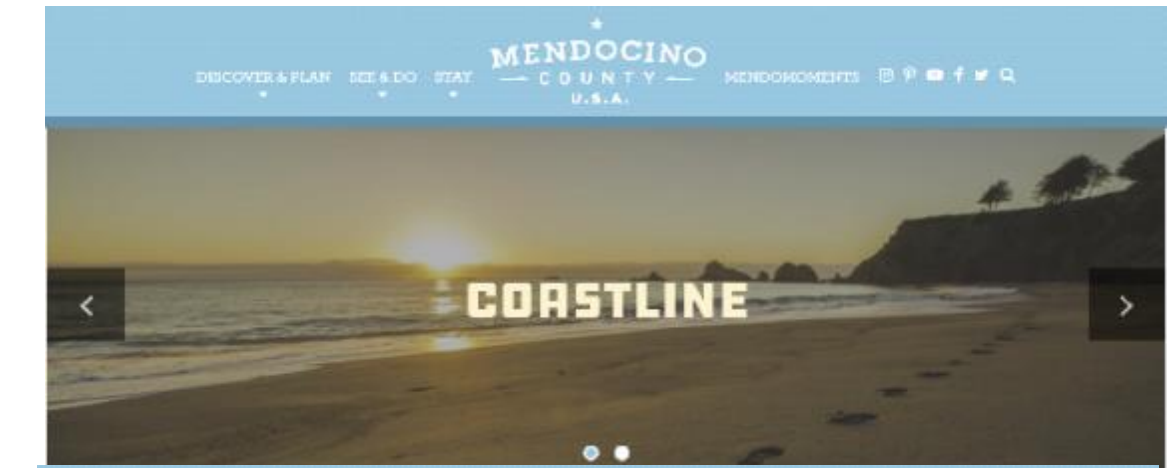 DISCOVER & PLAN SEE & DO STAY
MENDOCINO
COUNTY
U.S.A.
MENDOMOMENTS
COASTLINE